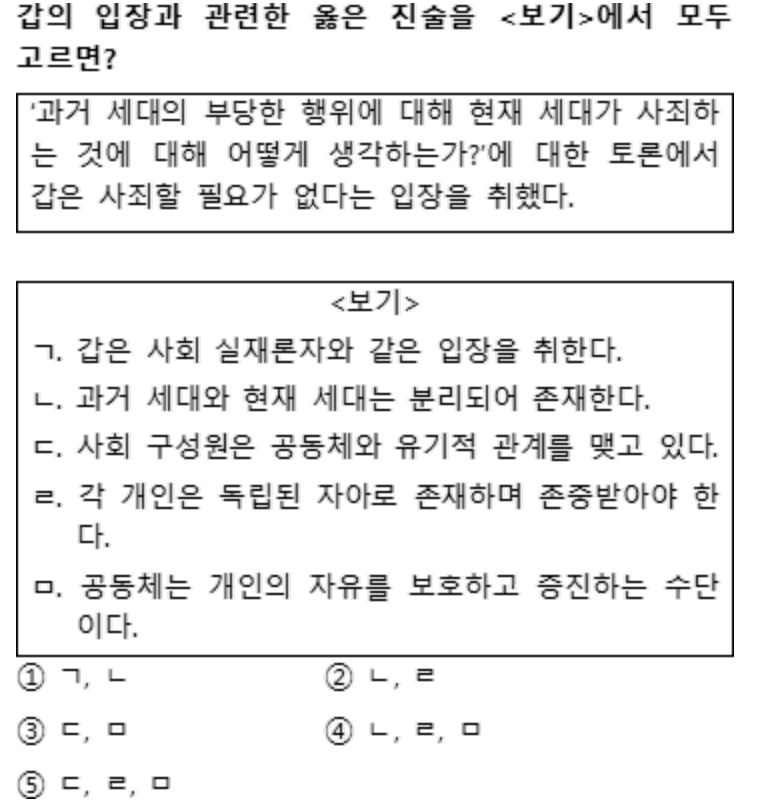 갑의 입장과 관련한 옳은 진술을 <보기>에서 모두
고르면?
'과거 세대의 부당한 행위에 대해 현재 세대가 사죄하
는 것에 대해 어떻게 생각하는가?'에 대한 토론에서
갑은 사죄할 필요가 없다는 입장을 취했다.
<보기>
ㄱ. 갑은 사회 실재론자와 같은 입장을 취한다.
ㄴ. 과거 세대와 현재 세대는 분리되어 존재한다.
ㄷ. 사회 구성원은 공동체와 유기적 관계를 맺고 있다.
ㄹ. 각 개인은 독립된 자아로 존재하며 존중받아야 한
다.
ㅁ. 공동체는 개인의 자유를 보호하고 증진하는 수단
이다.
① ㄱ, ㄴ ② ㄴ, ㄹ
③ ㄷ, ㅁ ④ ㄴ, ㄹ, ㅁ
⑤ ㄷ, ㄹ, ㅁ